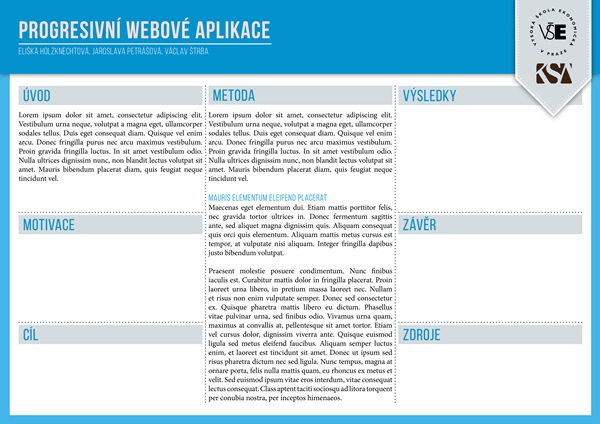 PROGRESIVNÍ WEBOVÉ APLIKACE
ELIŠKA HOLZKNECHTOVÁ, JAROSLAVA PETRÁŠOVÁ, VÁCLAV ŠTRBA
VYSOKÁ ŠKOLA EKONOMICKÁ V PRAZE
VŠE
KSA
ÚVOD
Lorem ipsum dolor sit amet, consectetur adipiscing elit.
Vestibulum urna neque, volutpat a magna eget, ullamcorper
sodales tellus. Duis eget consequat diam. Quisque vel enim
arcu. Donec fringilla purus nec arcu maximus vestibulum.
Proin gravida fringilla luctus. In sit amet vestibulum odio.
Nulla ultrices dignissim nunc, non blandit lectus volutpat sit
amet. Mauris bibendum placerat diam, quis feugiat neque
tincidunt vel.
MOTIVACE
CÍL
METODA
Lorem ipsum dolor sit amet, consectetur adipiscing elit.
Vestibulum urna neque, volutpat a magna eget, ullamcorper
sodales tellus. Duis eget consequat diam. Quisque vel enim
arcu. Donec fringilla purus nec arcu maximus vestibulum.
Proin gravida fringilla luctus. In sit amet vestibulum odio.
Nulla ultrices dignissim nunc, non blandit lectus volutpat sit
amet. Mauris bibendum placerat diam, quis feugiat neque
tincidunt vel.
MAURIS ELEMENTUM ELEIFEND PLACERAT
Maecenas eget elementum dui. Etiam mattis porttitor felis,
nec gravida tortor ultrices in. Donec fermentum sagittis
ante, sed aliquet magna dignissim quis. Aliquam consequat
quis orci quis elementum. Aliquam mattis metus cursus est
tempor, at vulputate nisi aliquam. Integer fringilla dapibus
justo bibendum volutpat.
Praesent molestie posuere condimentum. Nunc finibus
iaculis est. Curabitur mattis dolor in fringilla placerat. Proin
laoreet urna libero, in pretium massa laoreet nec. Nullam
et risus non enim vulputate semper. Donec sed consectetur
ex. Quisque pharetra mattis libero eu dictum. Phasellus
vitae pulvinar urna, sed finibus odio. Vivamus urna quam,
maximus at convallis at, pellentesque sit amet tortor. Etiam
vel cursus dolor, dignissim viverra ante. Quisque euismod
ligula sed metus eleifend faucibus. Aliquam semper luctus
enim, et laoreet est tincidunt sit amet. Donec ut ipsum sed
risus pharetra dictum nec sed ligula. Nunc tempus, magna at
ornare porta, felis nulla mattis quam, eu rhoncus ex metus et
velit. Sed euismod ipsum vitae eros interdum, vitae consequat
lectus consequat. Class aptent taciti sociosqu ad litora torquent
per conubia nostra, per inceptos himenaeos.
VÝSLEDKY
ZÁVĚR
ZDROJE